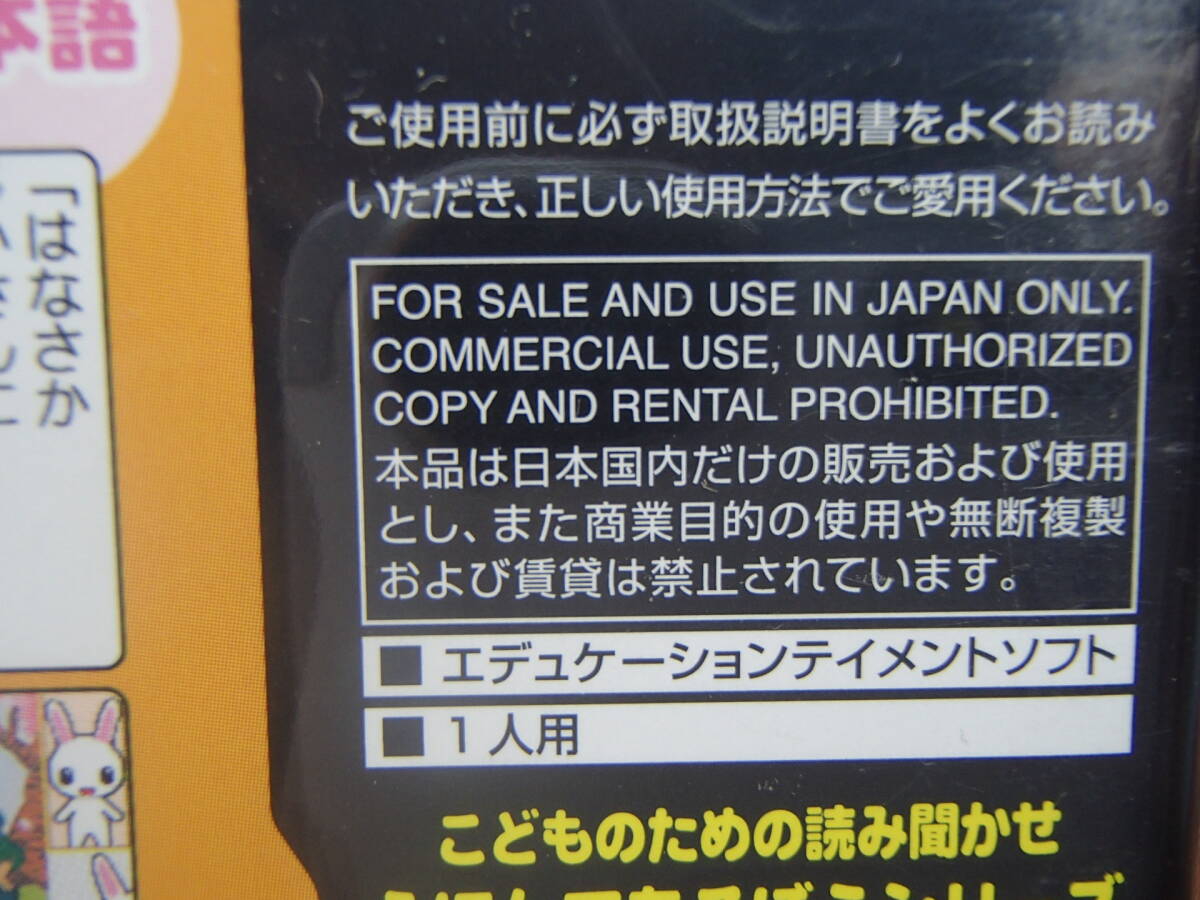 本語
「はなさか
ご使用前に必ず取扱説明書をよくお読み
いただき、正しい使用方法でご愛用ください。
FOR SALE AND USE IN JAPAN ONLY.
COMMERCIAL USE, UNAUTHORIZED
COPY AND RENTAL PROHIBITED.
本品は日本国内だけの販売および使用
とし、また商業目的の使用や無断複製
および賃貸は禁止されています。
■ エデュケーションテイメントソフト
■ 1人用
こどものための読み聞かせ